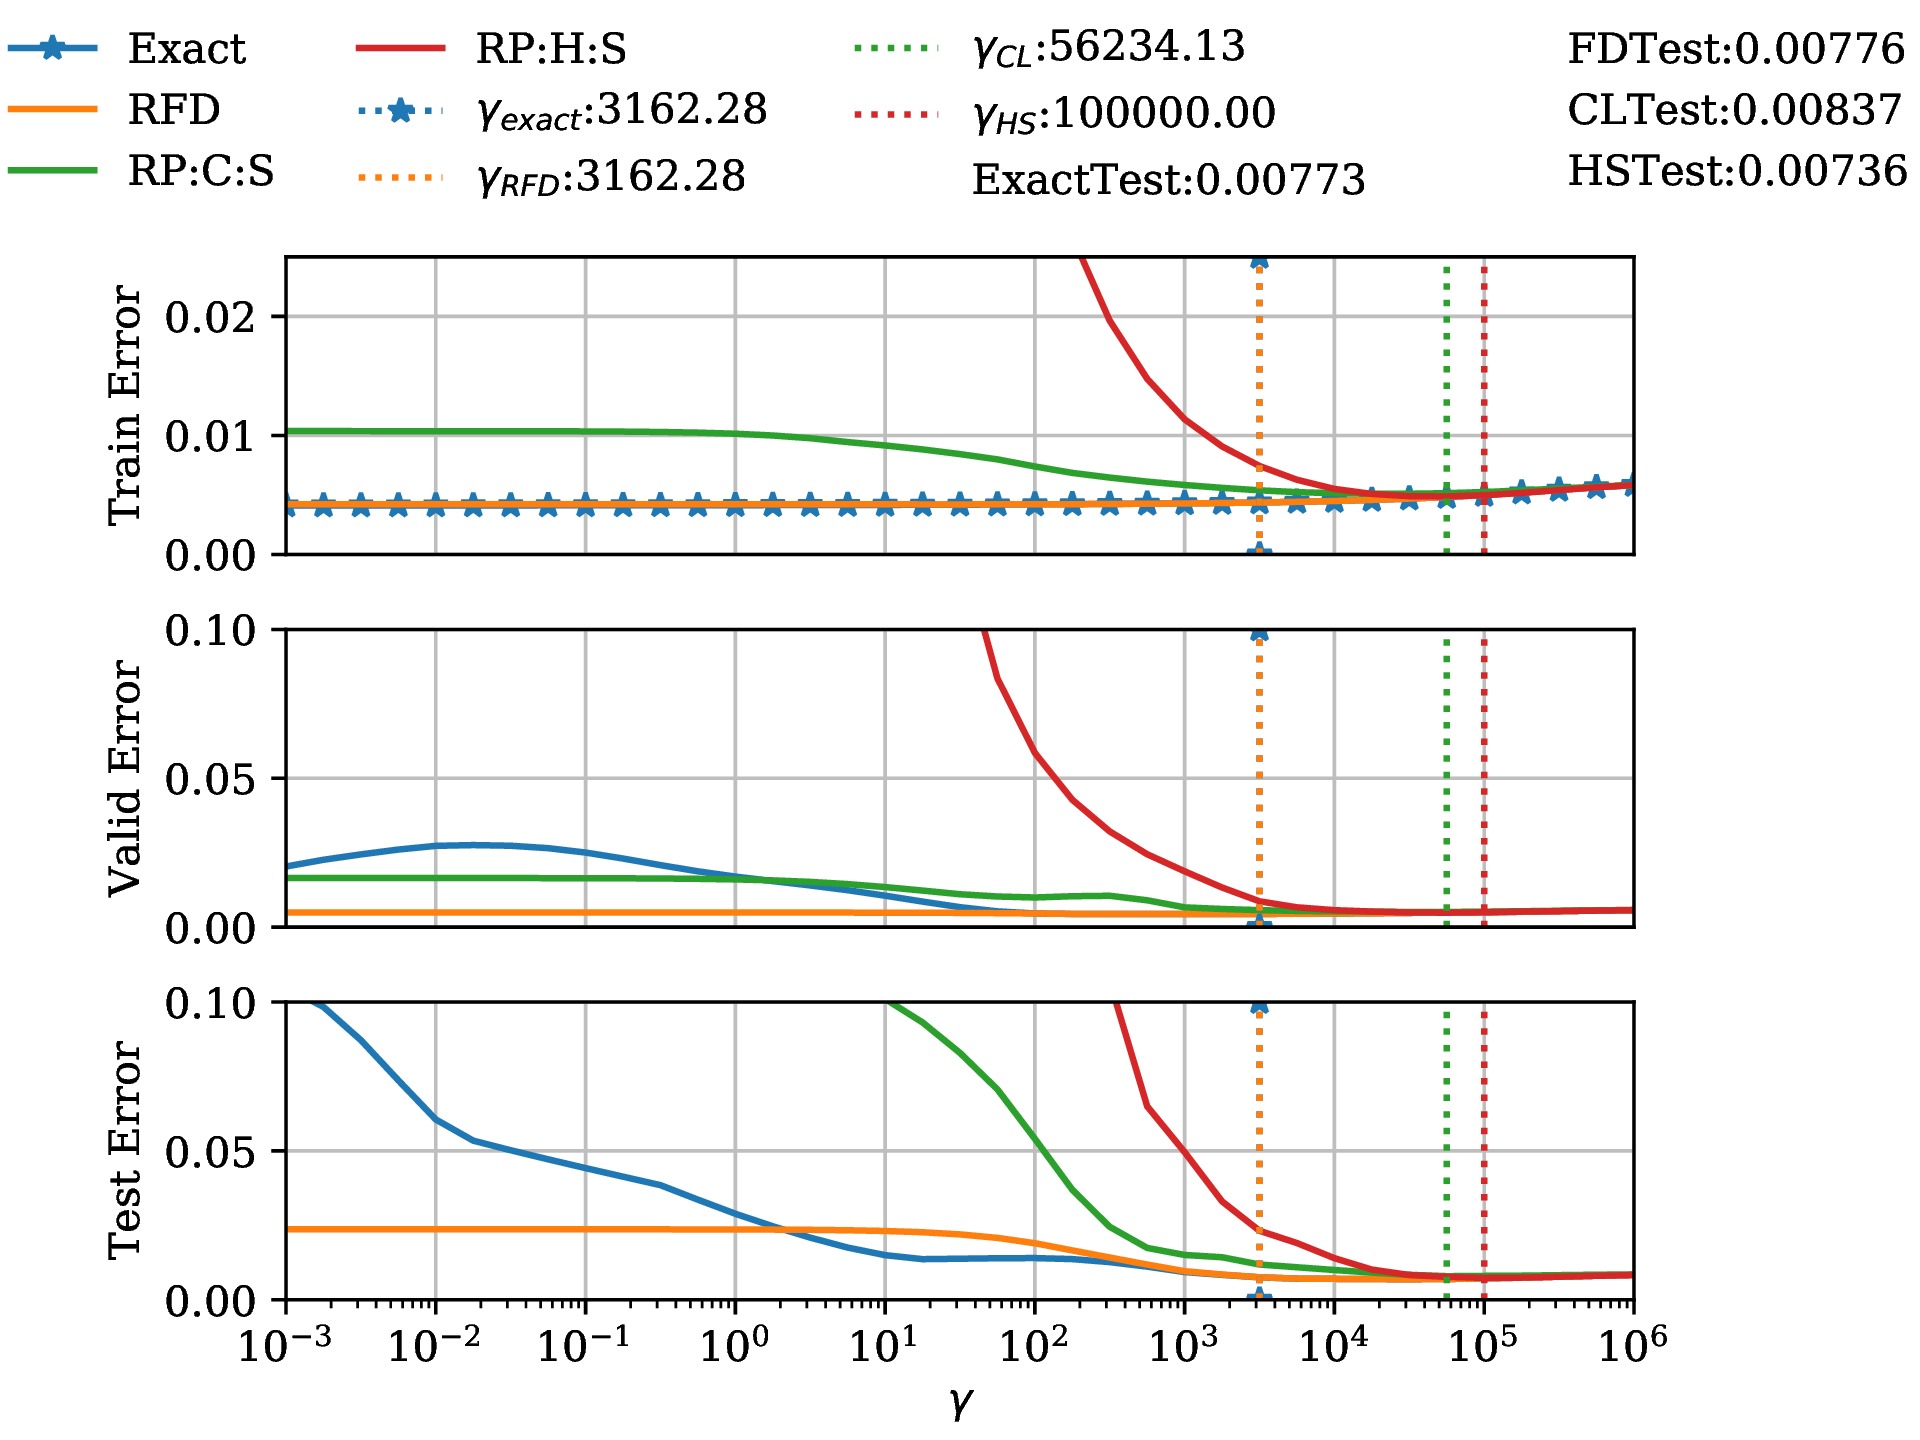 Exact
RFD
RP:C:S
RP:H:S
γexact:3162.28
γRFD:3162.28
γCL:56234.13
γHS:100000.00
ExactTest:0.00773
FDTest:0.00776
CLTest:0.00837
HSTest:0.00736
Train Error
0.02
0.01
0.00
Valid Error
0.10
0.05
0.00
Test Error
0.10
0.05
0.00
10⁻³ 10⁻² 10⁻¹ 10⁰ 10¹ 10² 10³ 10⁴ 10⁵ 10⁶
γ